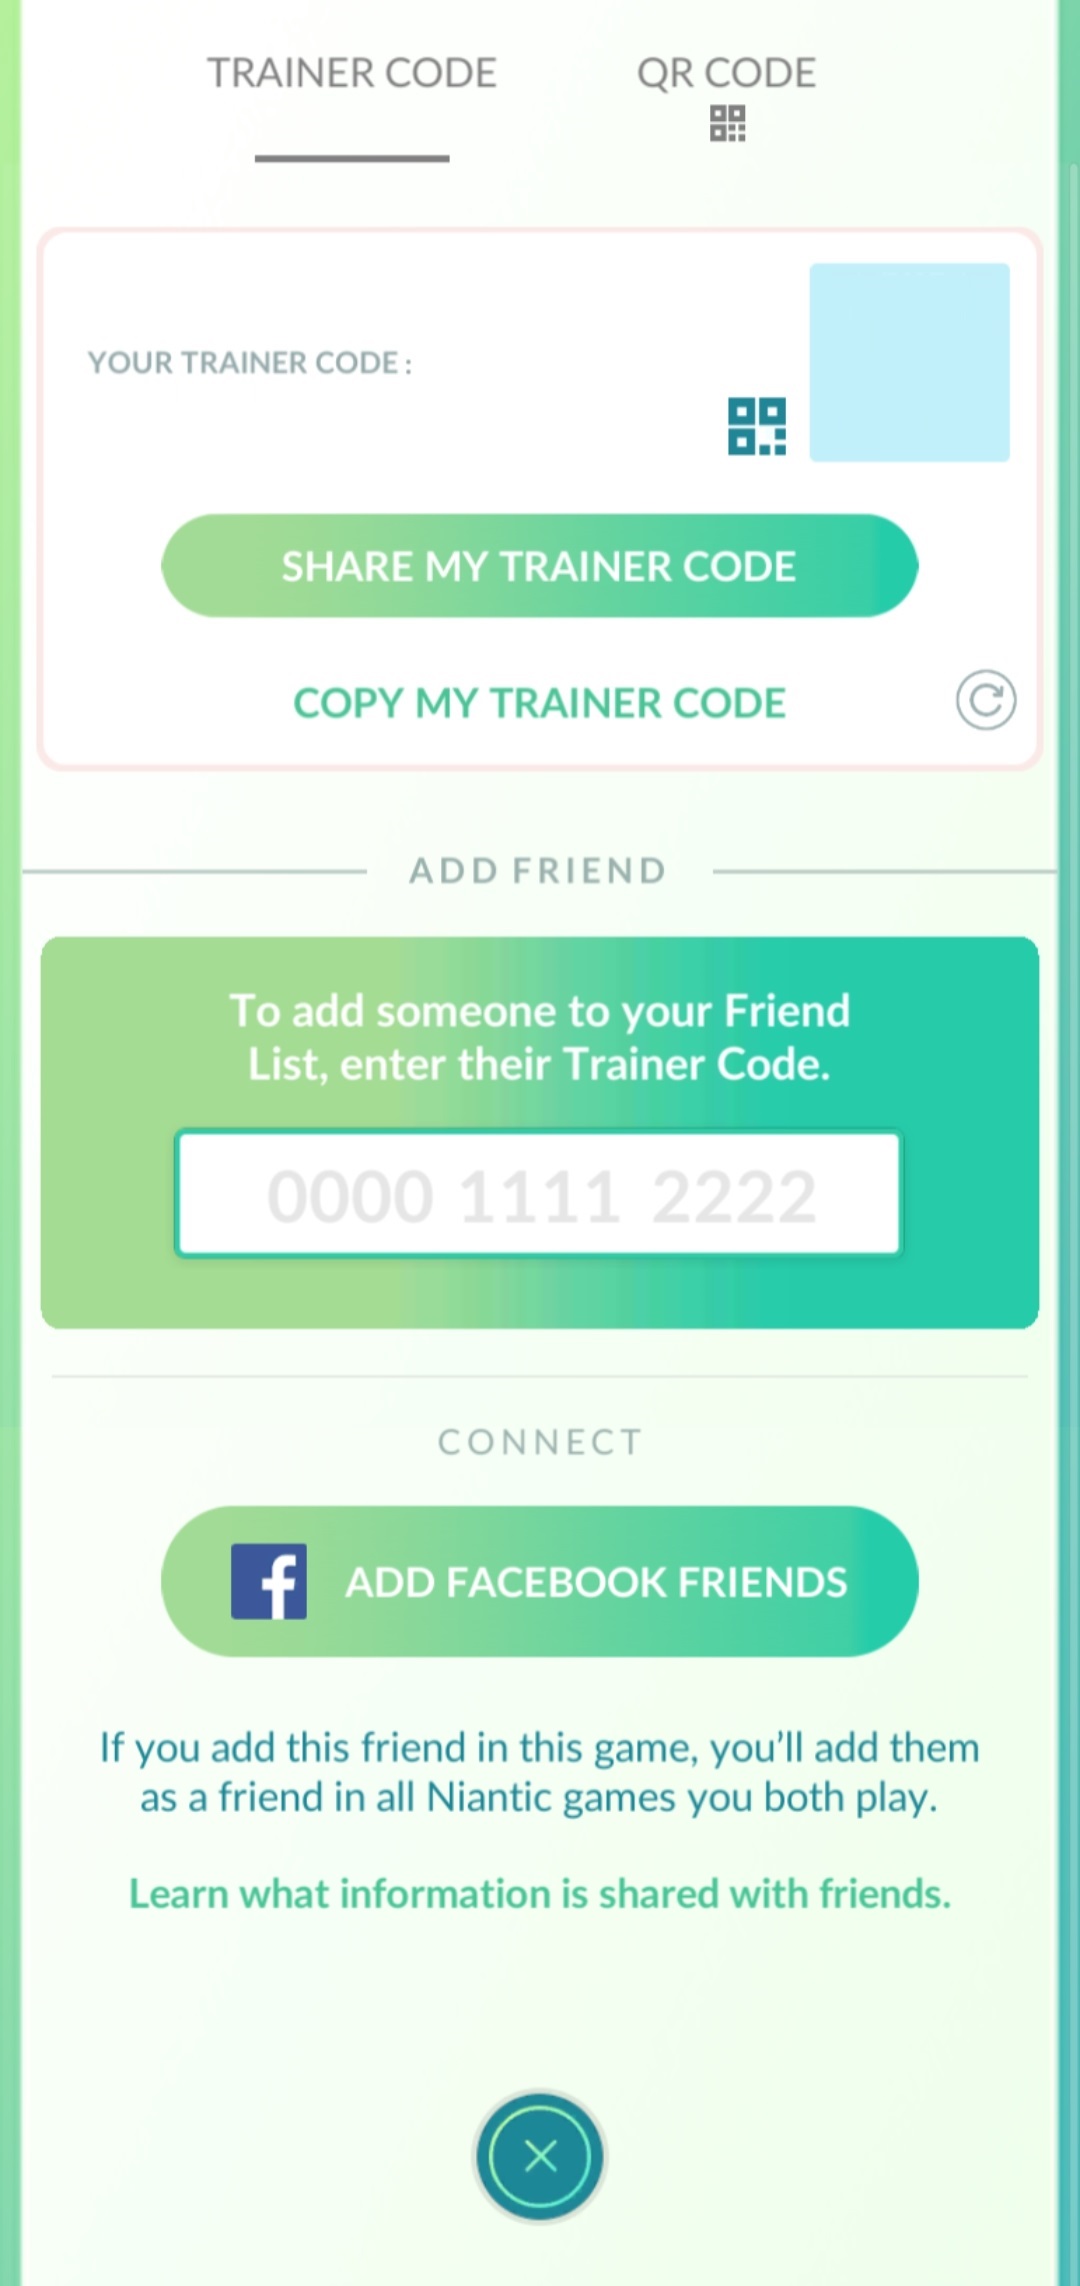 TRAINER CODE
QR CODE
YOUR TRAINER CODE :
SHARE MY TRAINER CODE
COPY MY TRAINER CODE
ADD FRIEND
To add someone to your Friend
List, enter their Trainer Code.
0000 1111 2222
CONNECT
f ADD FACEBOOK FRIENDS
If you add this friend in this game, you'll add them
as a friend in all Niantic games you both play.
Learn what information is shared with friends.